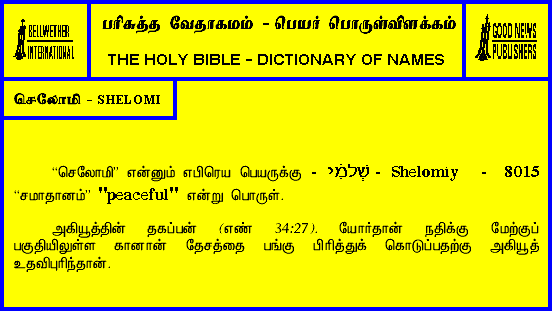 BELLWETHER
INTERNATIONAL
பரிசுத்த வேதாகமம் - பெயர் பொருள்விளக்கம்
THE HOLY BIBLE - DICTIONARY OF NAMES
GOOD NEWS
PUBLISHERS
செலோமி - SHELOMI
“செலோமி” என்னும் எபிரெய பெயருக்கு - שְׁלֹמִי - Shelomiy - 8015
“சமாதானம்” "peaceful" என்று பொருள்.
அகியூத்தின் தகப்பன் (எண் 34:27). யோர்தான் நதிக்கு மேற்குப்
பகுதியிலுள்ள கானான் தேசத்தை பங்கு பிரித்துக் கொடுப்பதற்கு அகியூத்
உதவிபுரிந்தான்.